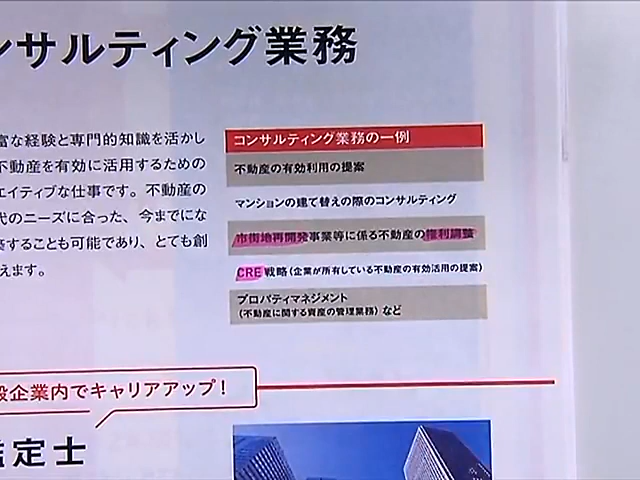 ンサルティング業務
富な経験と専門的知識を活かし
不動産を有効に活用するための
エイティブな仕事です。不動産の
代のニーズに合った、今までにな
することも可能であり、とても創
えます。
コンサルティング業務の一例
不動産の有効利用の提案
マンションの建て替えの際のコンサルティング
市街地再開発事業等に係る不動産の権利調整
CRE戦略(企業が所有している不動産の有効活用の提案)
プロパティマネジメント
(不動産に関する資産の管理業務)など
般企業内でキャリアアップ!
鑑定士